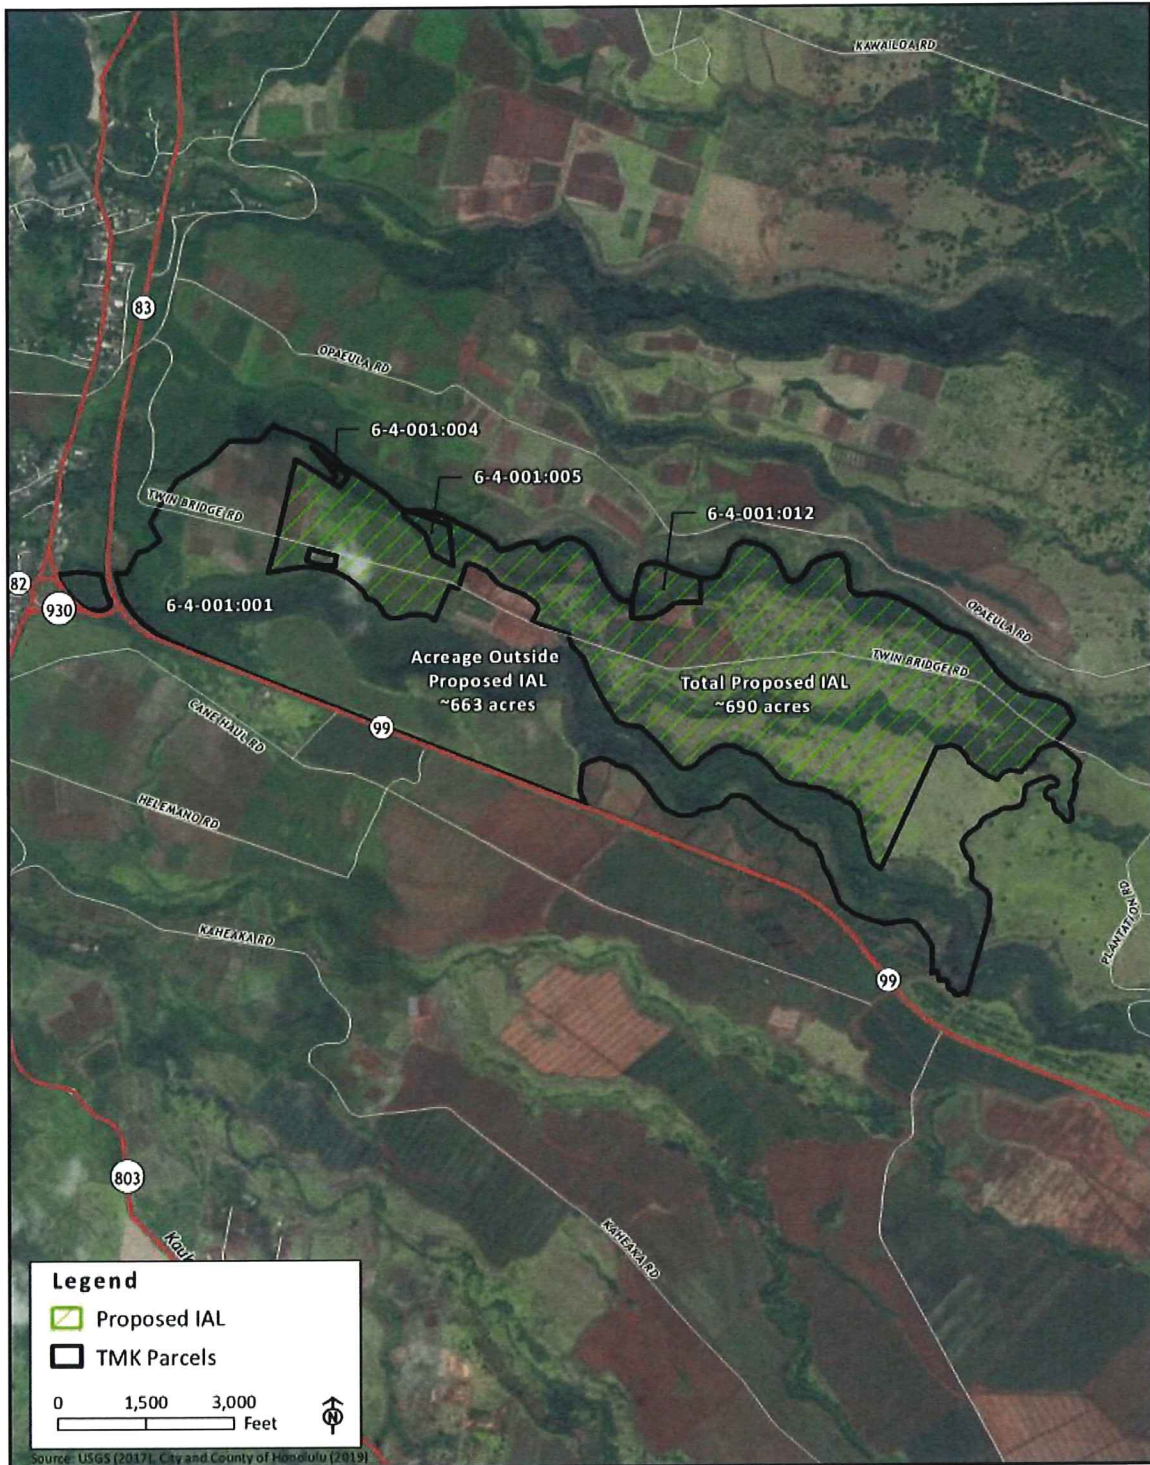 KAWAILOA RD
83
OPAEULA RD
6-4-001:004
6-4-001:005
6-4-001:012
TWIN BRIDGE RD
82
930
6-4-001:001
OPAEULA RD
TWIN BRIDGE RD
Acreage Outside
Proposed IAL
~663 acres
Total Proposed IAL
~690 acres
CANE HAUL RD
99
HELEMANO RD
PLANTATION RD
KAHEAKA RD
99
803
KAHEAKA RD
Legend
Proposed IAL
TMK Parcels
0 1,500 3,000
Feet
N
Source: USGS (2017), City and County of Honolulu (2019)